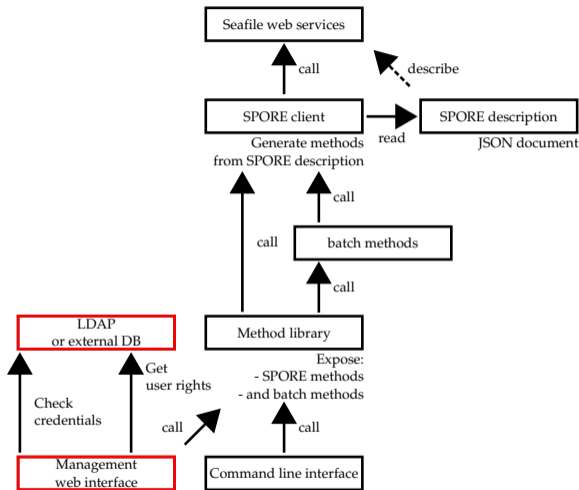 Seafile web services
call
describe
SPORE client
SPORE description
read
Generate methods
from SPORE description
JSON document
call
call
batch methods
call
LDAP
or external DB
Method library
Get
user rights
Expose:
- SPORE methods
- and batch methods
Check
credentials
call
call
Management
web interface
Command line interface